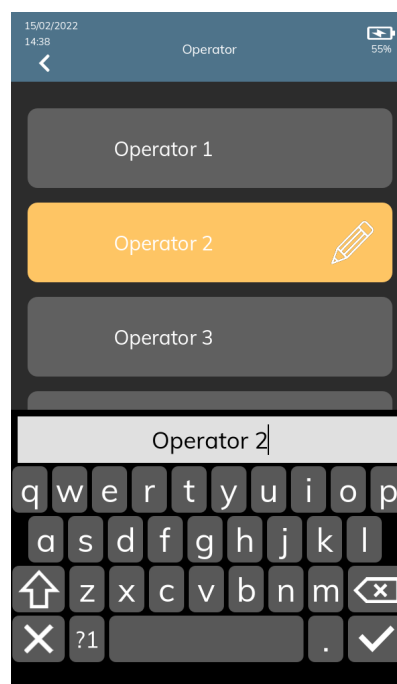 15/02/2022
14:38
Operator
55%
Operator 1
Operator 2
Operator 3
Operator 2
q w e r t y u i o p
a s d f g h j k l
z x c v b n m
?1 .